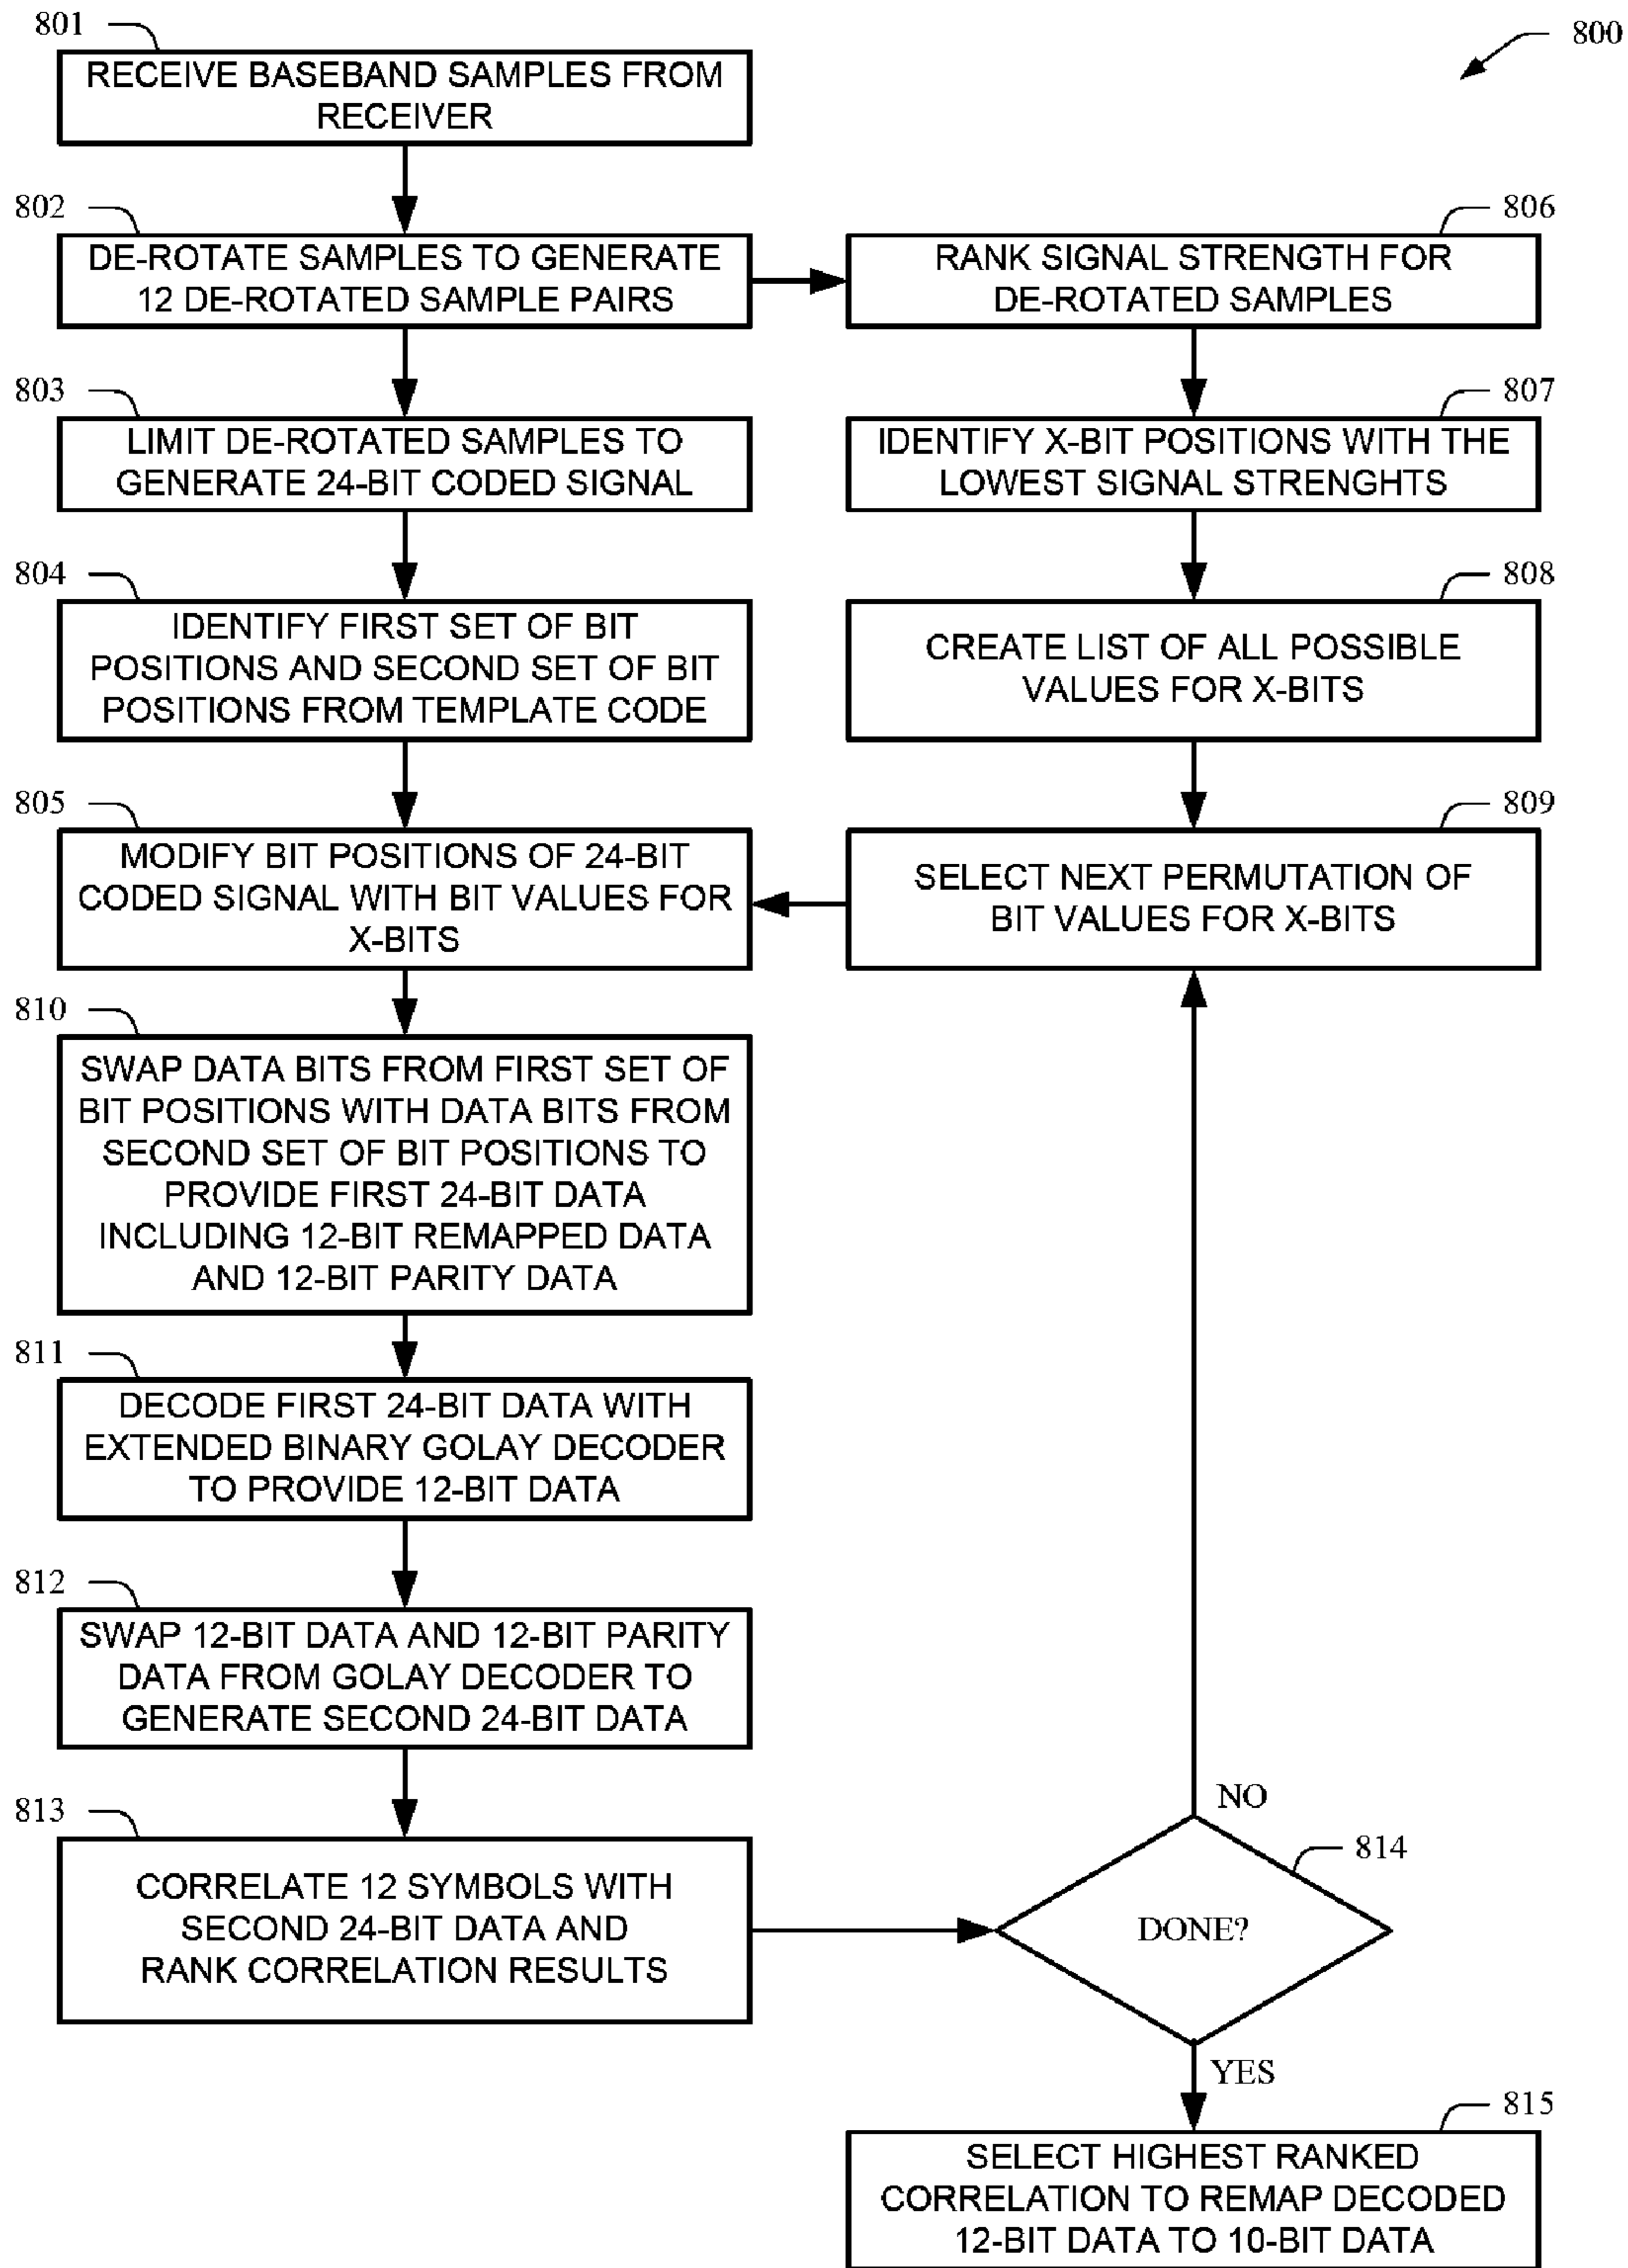 801
800
RECEIVE BASEBAND SAMPLES FROM
RECEIVER
802
DE-ROTATE SAMPLES TO GENERATE
12 DE-ROTATED SAMPLE PAIRS
806
RANK SIGNAL STRENGTH FOR
DE-ROTATED SAMPLES
803
LIMIT DE-ROTATED SAMPLES TO
GENERATE 24-BIT CODED SIGNAL
807
IDENTIFY X-BIT POSITIONS WITH THE
LOWEST SIGNAL STRENGHTS
804
IDENTIFY FIRST SET OF BIT
POSITIONS AND SECOND SET OF BIT
POSITIONS FROM TEMPLATE CODE
808
CREATE LIST OF ALL POSSIBLE
VALUES FOR X-BITS
805
MODIFY BIT POSITIONS OF 24-BIT
CODED SIGNAL WITH BIT VALUES FOR
X-BITS
809
SELECT NEXT PERMUTATION OF
BIT VALUES FOR X-BITS
810
SWAP DATA BITS FROM FIRST SET OF
BIT POSITIONS WITH DATA BITS FROM
SECOND SET OF BIT POSITIONS TO
PROVIDE FIRST 24-BIT DATA
INCLUDING 12-BIT REMAPPED DATA
AND 12-BIT PARITY DATA
811
DECODE FIRST 24-BIT DATA WITH
EXTENDED BINARY GOLAY DECODER
TO PROVIDE 12-BIT DATA
812
SWAP 12-BIT DATA AND 12-BIT PARITY
DATA FROM GOLAY DECODER TO
GENERATE SECOND 24-BIT DATA
813
CORRELATE 12 SYMBOLS WITH
SECOND 24-BIT DATA AND
RANK CORRELATION RESULTS
NO
814
DONE?
YES
815
SELECT HIGHEST RANKED
CORRELATION TO REMAP DECODED
12-BIT DATA TO 10-BIT DATA